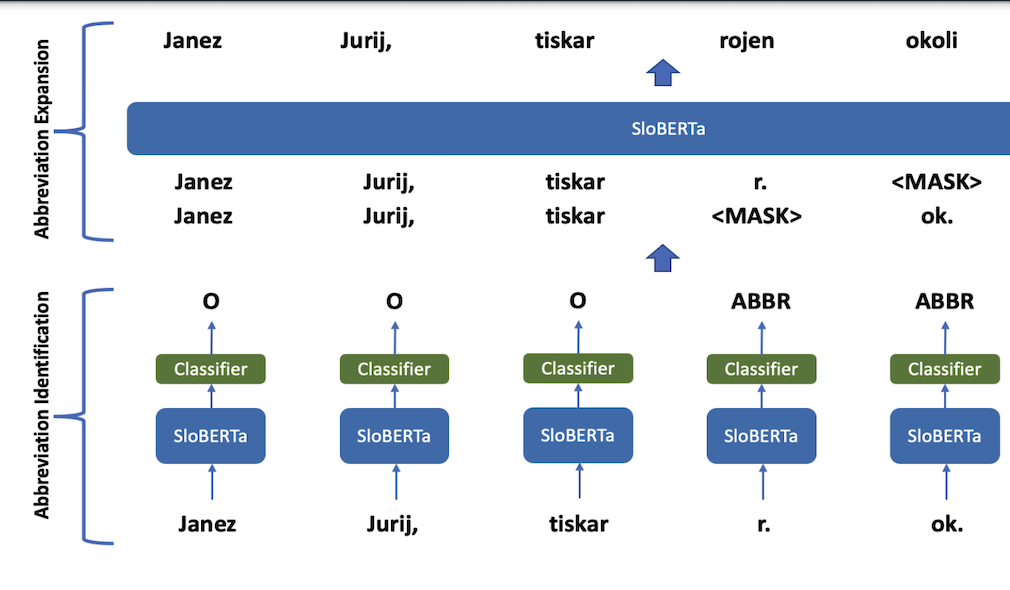 Abbreviation Expansion
Janez Jurij, tiskar rojen okoli
SloBERTa
Janez Jurij, tiskar r. <MASK>
Janez Jurij, tiskar <MASK> ok.
Abbreviation Identification
O O O ABBR ABBR
Classifier Classifier Classifier Classifier Classifier
SloBERTa SloBERTa SloBERTa SloBERTa SloBERTa
Janez Jurij, tiskar r. ok.